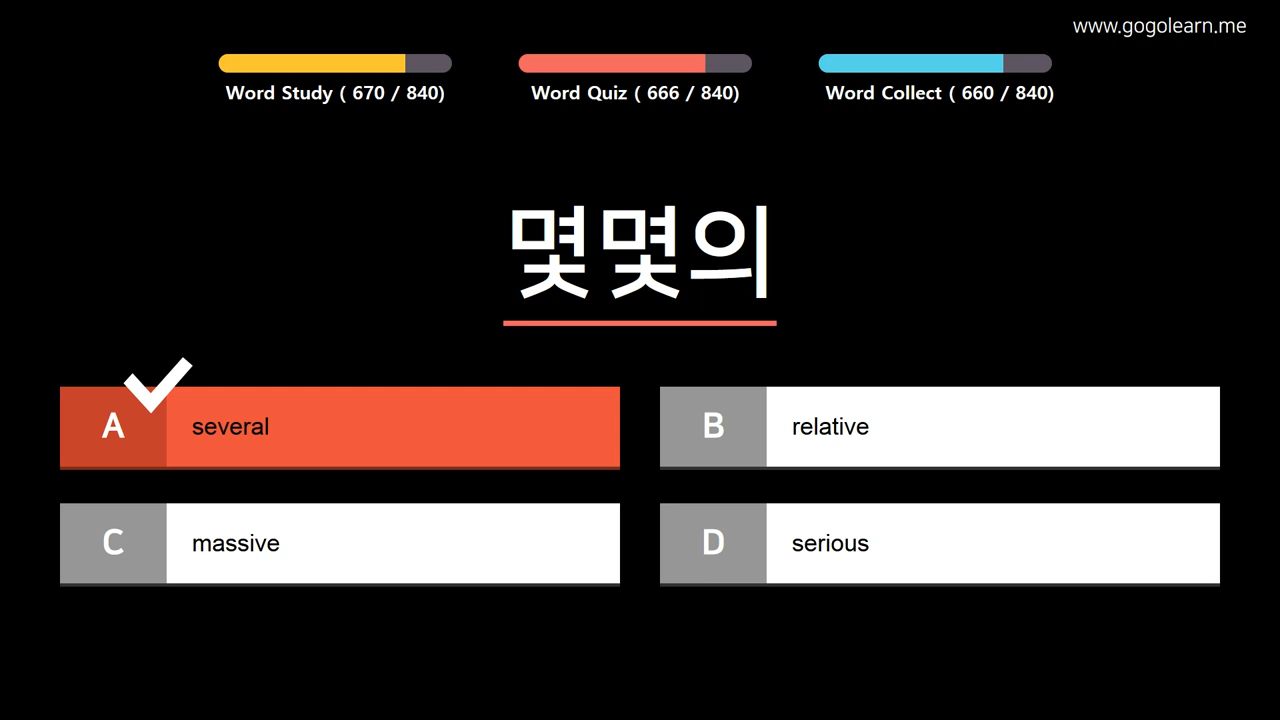 www.gogolearn.me
Word Study ( 670 / 840)
Word Quiz ( 666 / 840)
Word Collect ( 660 / 840)
몇몇의
A several
B relative
C massive
D serious